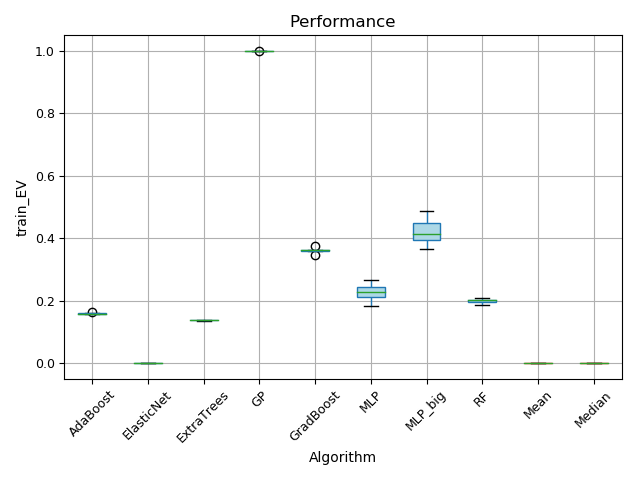 Performance
train_EV
1.0
0.8
0.6
0.4
0.2
0.0
AdaBoost
ElasticNet
ExtraTrees
GP
GradBoost
MLP
MLP_big
RF
Mean
Median
Algorithm